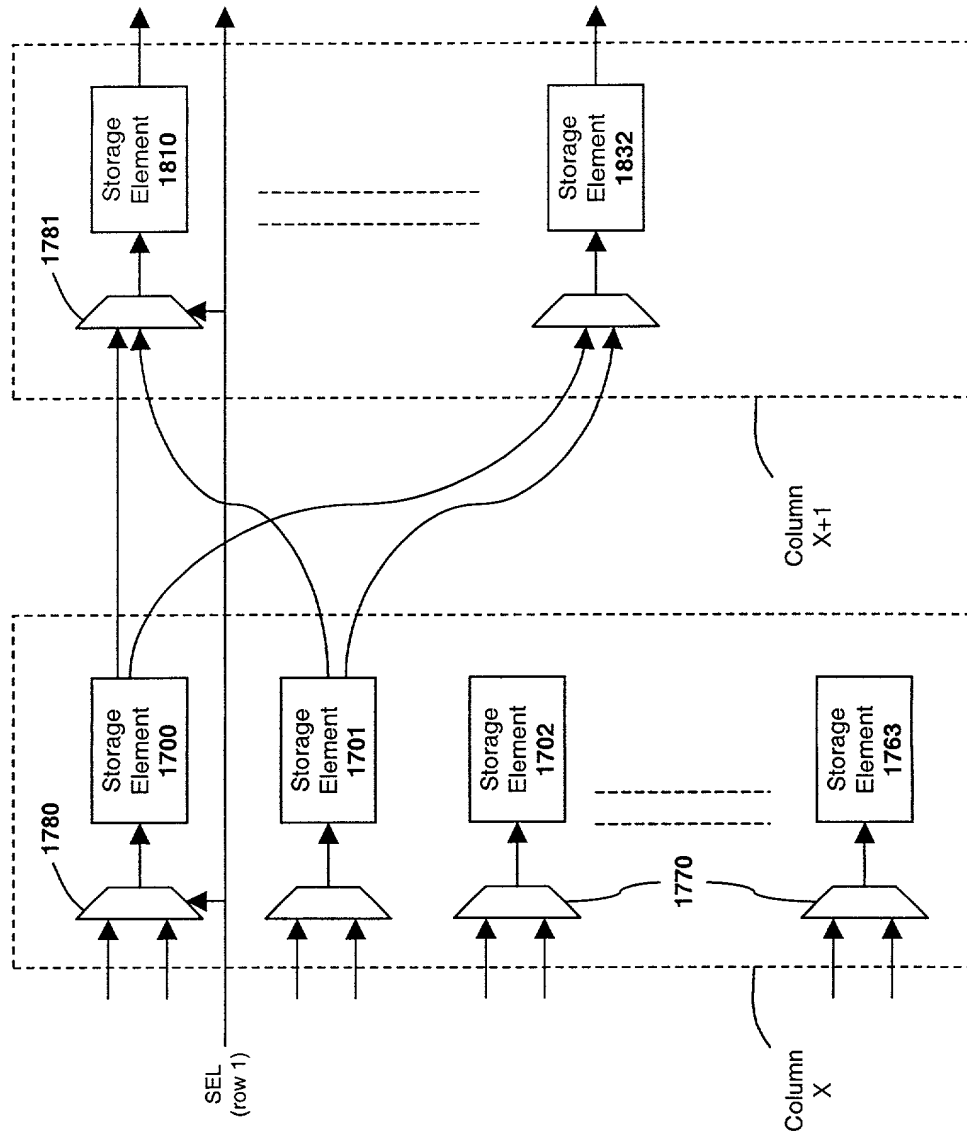 1780
Storage
Element
1700
1781
Storage
Element
1810
SEL
(row 1)
Storage
Element
1701
Storage
Element
1702
Storage
Element
1832
1770
Storage
Element
1763
Column
X
Column
X+1